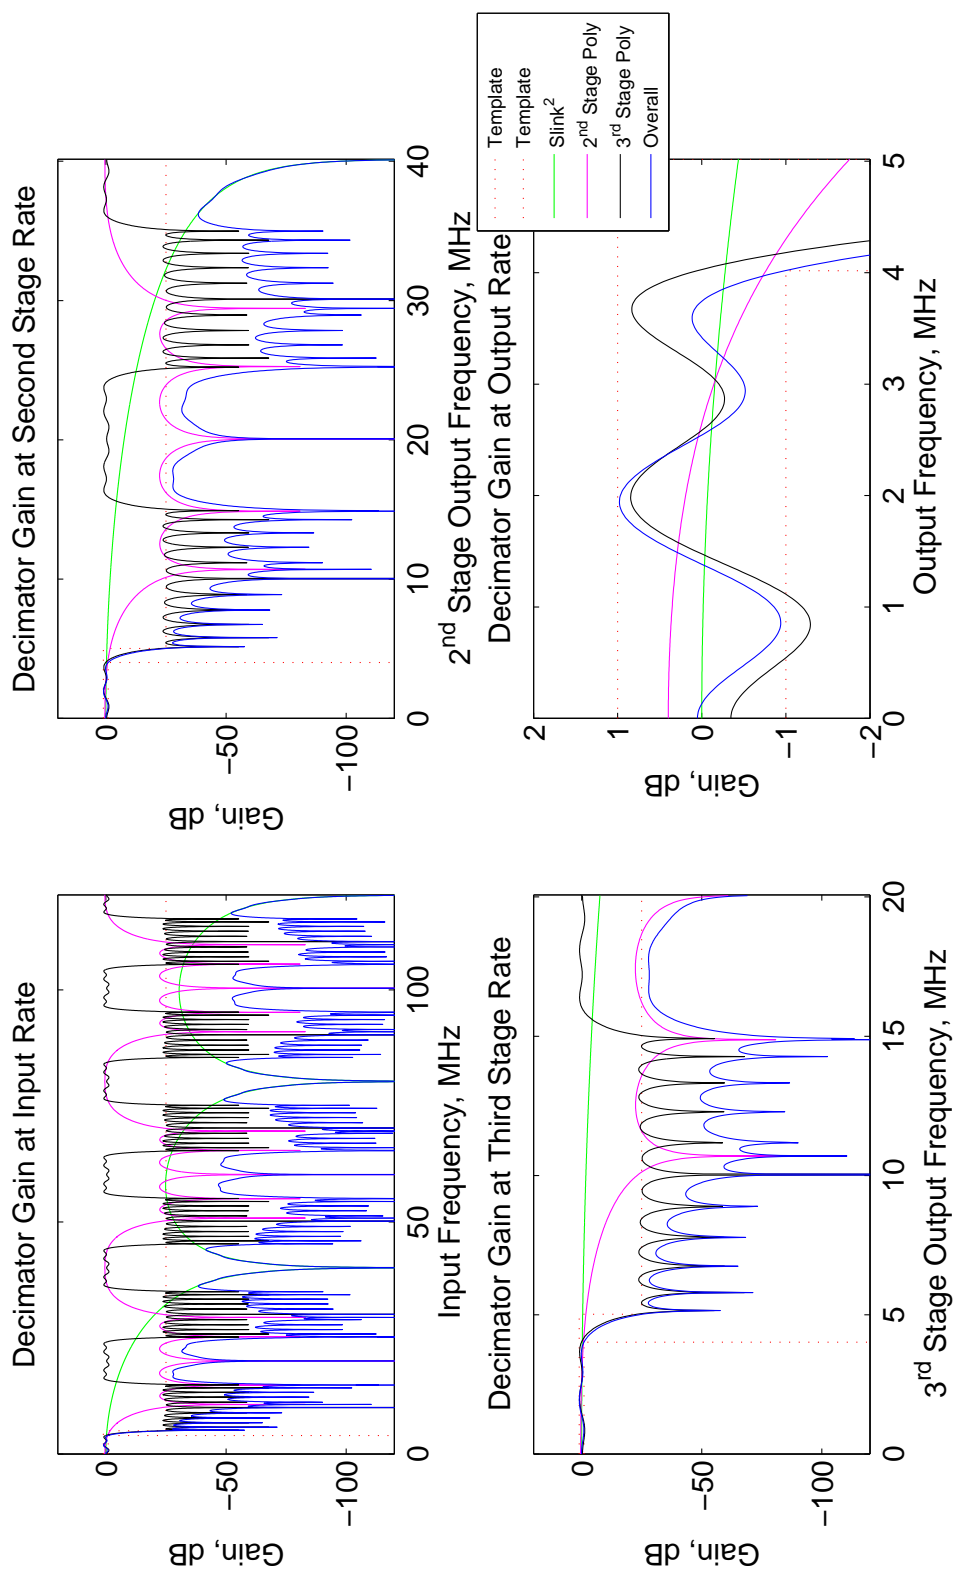 Decimator Gain at Input Rate
0
−50
−100
Gain, dB
0
50
100
Input Frequency, MHz
Decimator Gain at Second Stage Rate
0
−50
−100
Gain, dB
0
10
20
30
40
2nd Stage Output Frequency, MHz
Decimator Gain at Third Stage Rate
0
−50
−100
Gain, dB
0
5
10
15
20
3rd Stage Output Frequency, MHz
Decimator Gain at Output Rate
2
1
0
−1
−2
Gain, dB
0
1
2
3
4
5
Output Frequency, MHz
Template
Template
Slink2
2nd Stage Poly
3rd Stage Poly
Overall